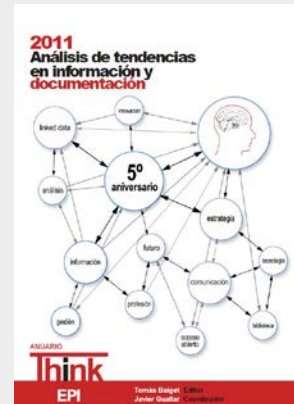 2011
Análisis de tendencias
en información y
documentación
innovación
linked data
5º
aniversario
análisis
estrategia
información
futuro
tecnología
comunicación
profesión
gestión
biblioteca
acceso
abierto
ANUARIO
Think
EPI
Tomàs Baiget Editor
Javier Guallar Coordinador